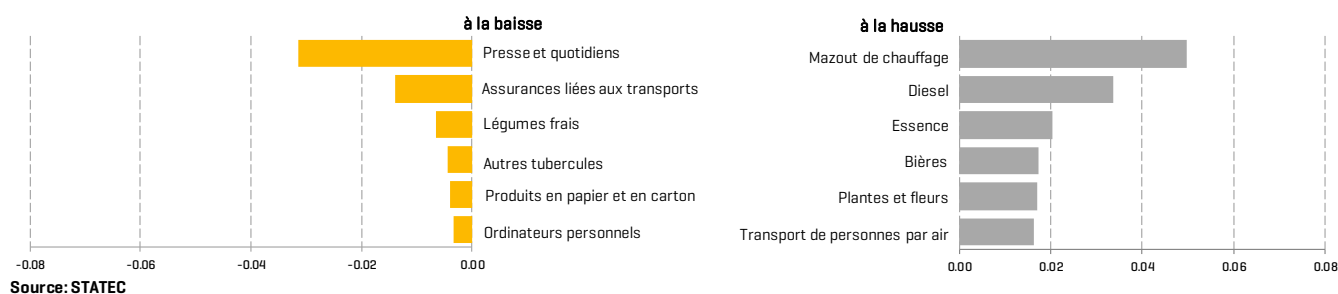 à la baisse
Presse et quotidiens
Assurances liées aux transports
Légumes frais
Autres tubercules
Produits en papier et en carton
Ordinateurs personnels
-0.08 -0.06 -0.04 -0.02 0.00
à la hausse
Mazout de chauffage
Diesel
Essence
Bières
Plantes et fleurs
Transport de personnes par air
0.00 0.02 0.04 0.06 0.08
Source: STATEC